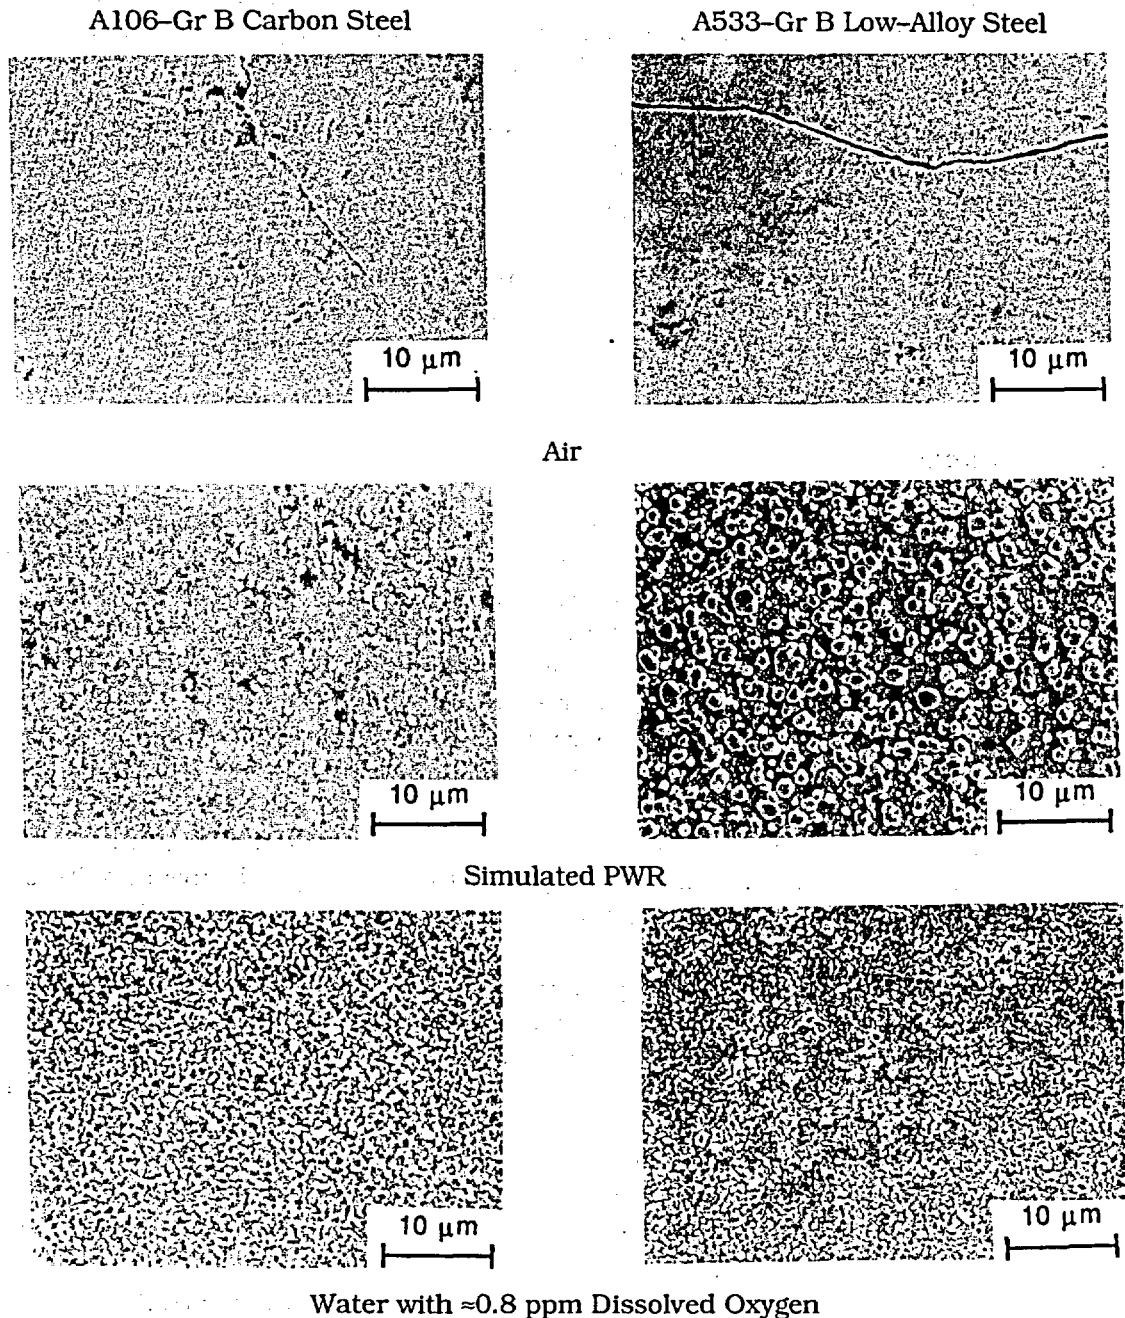 A106–Gr B Carbon Steel
A533–Gr B Low–Alloy Steel
10 μm
10 μm
Air
10 μm
10 μm
Simulated PWR
10 μm
10 μm
Water with ≈0.8 ppm Dissolved Oxygen